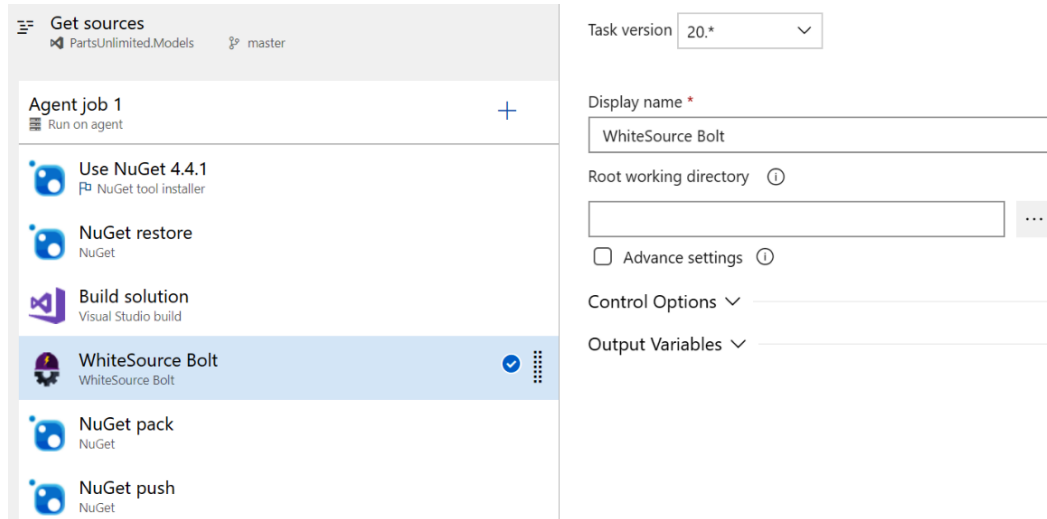 Get sources
PartsUnlimited.Models master
Agent job 1
Run on agent
Use NuGet 4.4.1
NuGet tool installer
NuGet restore
NuGet
Build solution
Visual Studio build
WhiteSource Bolt
WhiteSource Bolt
NuGet pack
NuGet
NuGet push
NuGet
Task version 20.*
Display name *
WhiteSource Bolt
Root working directory
...
Advance settings
Control Options
Output Variables